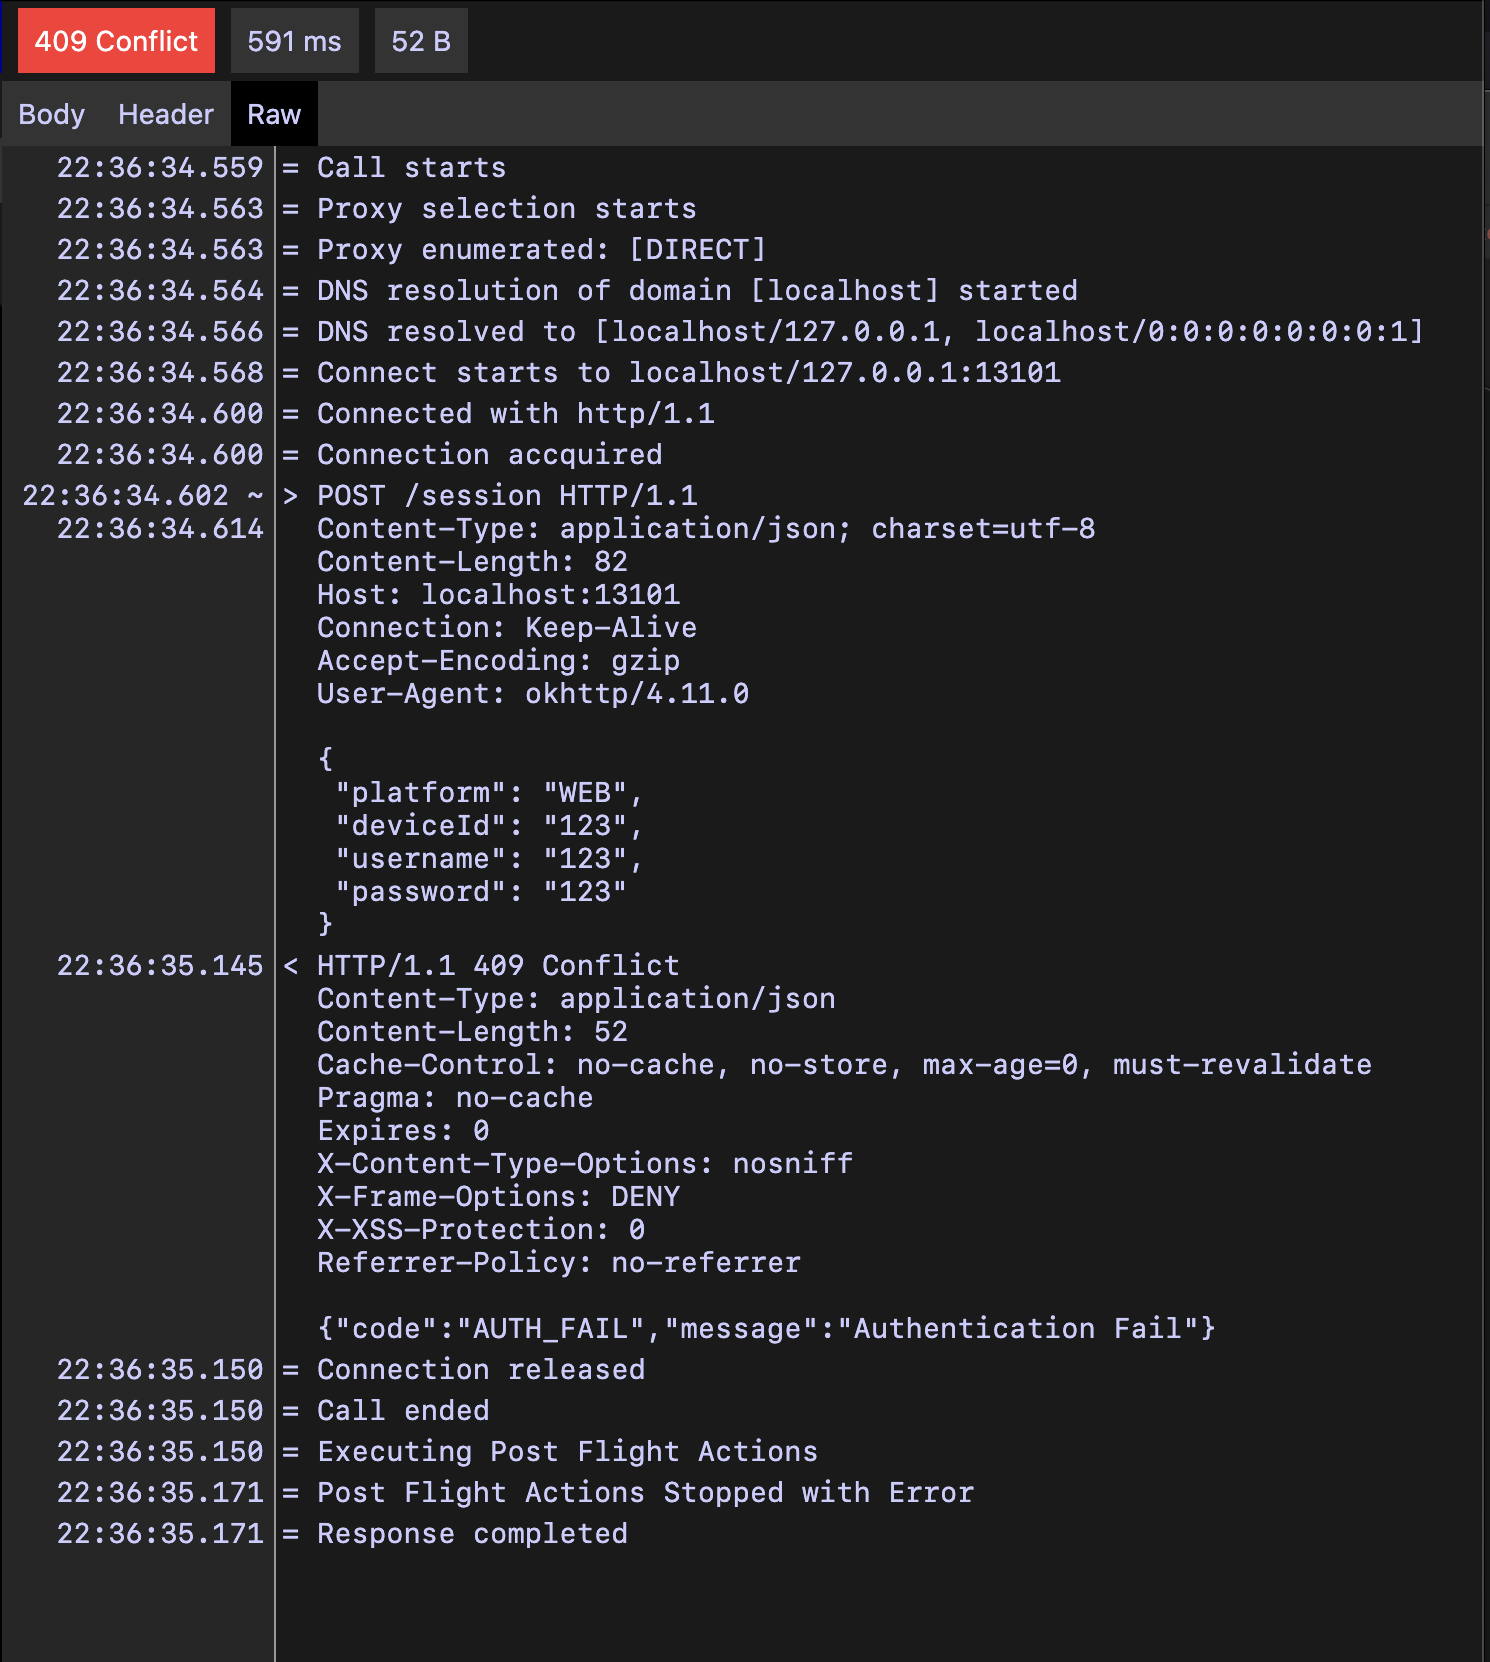 409 Conflict 591 ms 52 B
Body Header Raw
22:36:34.559 = Call starts
22:36:34.563 = Proxy selection starts
22:36:34.563 = Proxy enumerated: [DIRECT]
22:36:34.564 = DNS resolution of domain [localhost] started
22:36:34.566 = DNS resolved to [localhost/127.0.0.1, localhost/0:0:0:0:0:0:0:1]
22:36:34.568 = Connect starts to localhost/127.0.0.1:13101
22:36:34.600 = Connected with http/1.1
22:36:34.600 = Connection accquired
22:36:34.602 ~ > POST /session HTTP/1.1
22:36:34.614 Content-Type: application/json; charset=utf-8
Content-Length: 82
Host: localhost:13101
Connection: Keep-Alive
Accept-Encoding: gzip
User-Agent: okhttp/4.11.0
{
"platform": "WEB",
"deviceId": "123",
"username": "123",
"password": "123"
}
22:36:35.145 < HTTP/1.1 409 Conflict
Content-Type: application/json
Content-Length: 52
Cache-Control: no-cache, no-store, max-age=0, must-revalidate
Pragma: no-cache
Expires: 0
X-Content-Type-Options: nosniff
X-Frame-Options: DENY
X-XSS-Protection: 0
Referrer-Policy: no-referrer
{"code":"AUTH_FAIL","message":"Authentication Fail"}
22:36:35.150 = Connection released
22:36:35.150 = Call ended
22:36:35.150 = Executing Post Flight Actions
22:36:35.171 = Post Flight Actions Stopped with Error
22:36:35.171 = Response completed